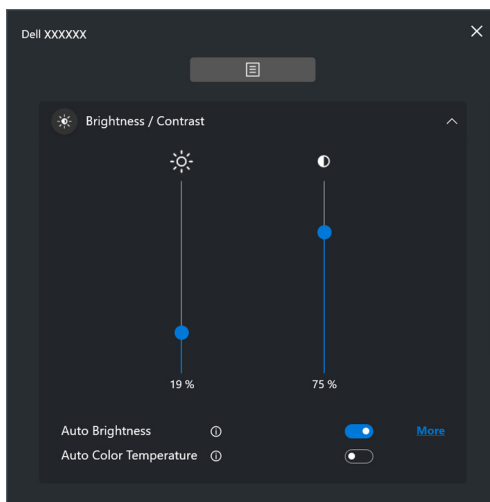 Dell XXXXXX
Brightness / Contrast
19 % 75 %
Auto Brightness More
Auto Color Temperature